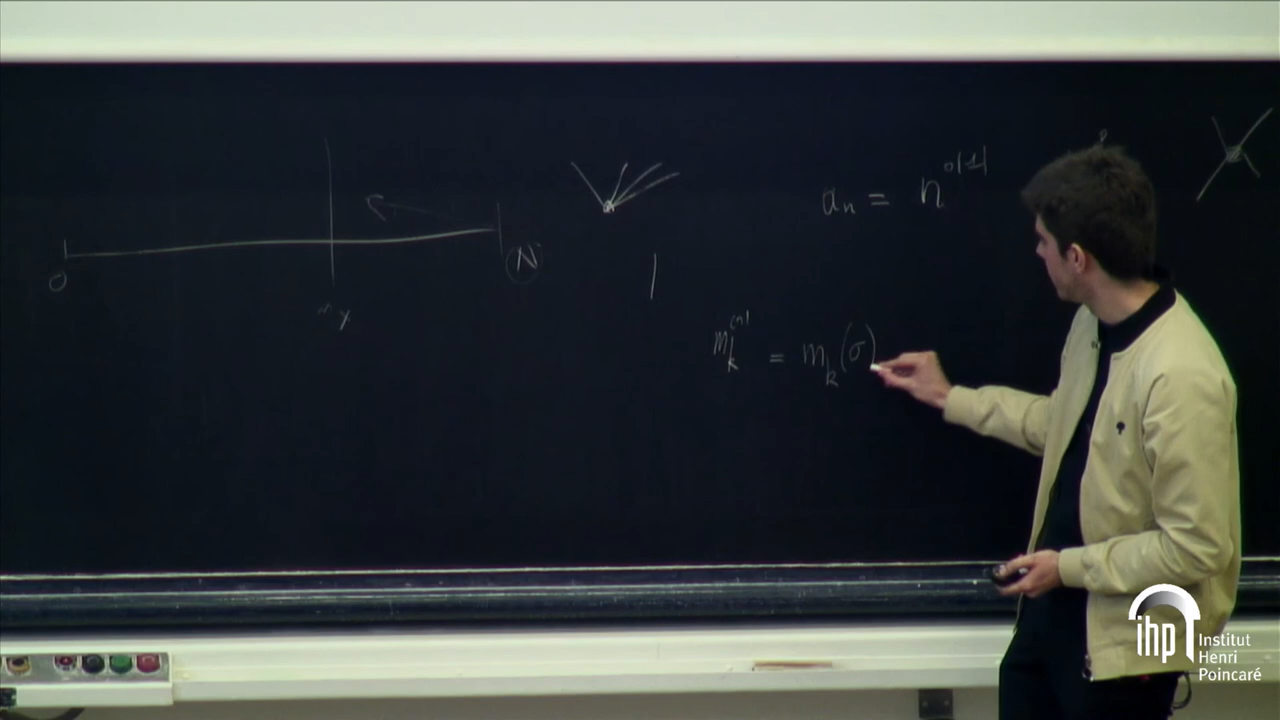 a_n = n^{o(1)}
0
N
m_k^{(n)} = m_k(σ)
ihp Institut
Henri
Poincaré